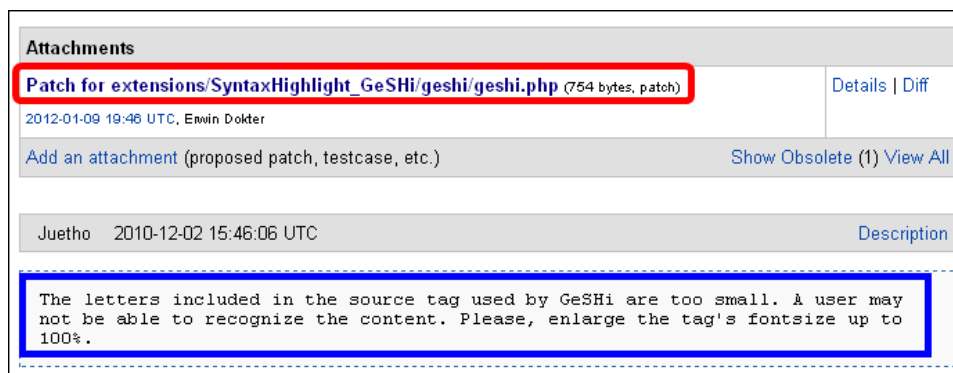 Attachments
Patch for extensions/SyntaxHighlight_GeSHi/geshi/geshi.php (754 bytes, patch) Details | Diff
2012-01-09 19:46 UTC, Erwin Dokter
Add an attachment (proposed patch, testcase, etc.) Show Obsolete (1) View All
Juetho 2010-12-02 15:46:06 UTC Description
The letters included in the source tag used by GeSHi are too small. A user may
not be able to recognize the content. Please, enlarge the tag's fontsize up to
100%.